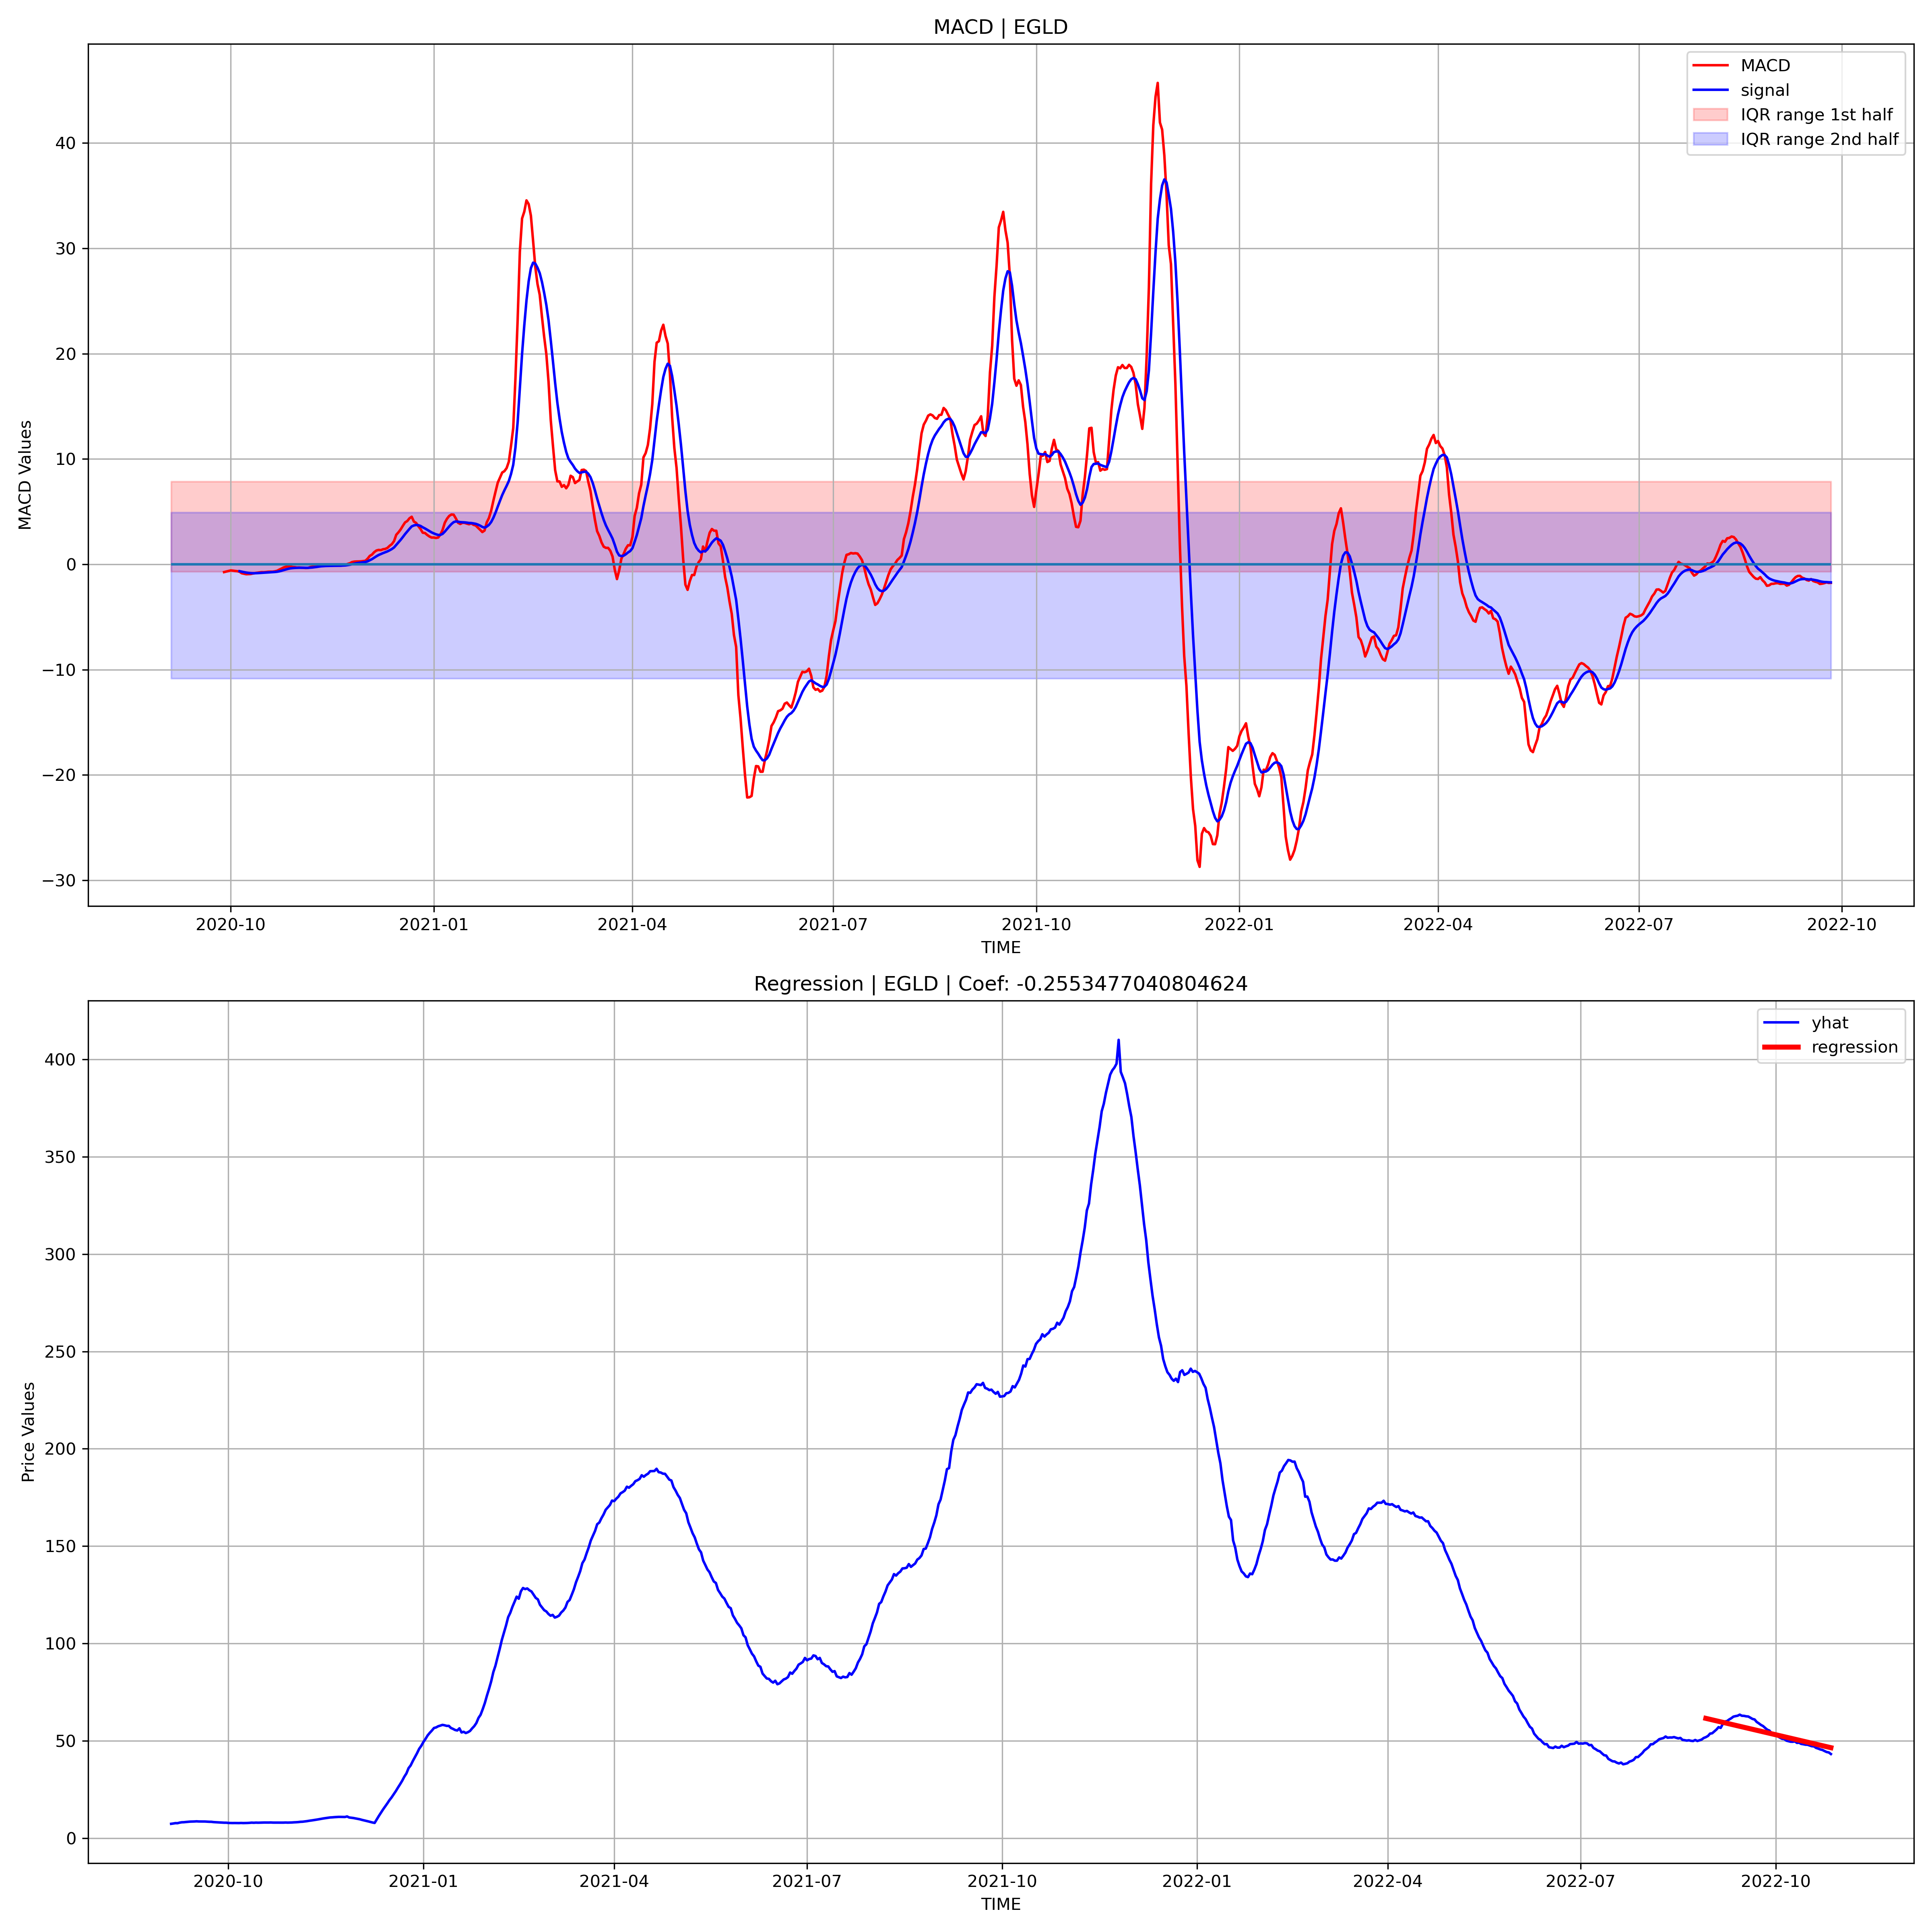 MACD | EGLD
MACD
signal
IQR range 1st half
IQR range 2nd half
MACD Values
40
30
20
10
0
−10
−20
−30
2020-10 2021-01 2021-04 2021-07 2021-10 2022-01 2022-04 2022-07 2022-10
TIME
Regression | EGLD | Coef: -0.2553477040804624
yhat
regression
Price Values
400
350
300
250
200
150
100
50
0
2020-10 2021-01 2021-04 2021-07 2021-10 2022-01 2022-04 2022-07 2022-10
TIME